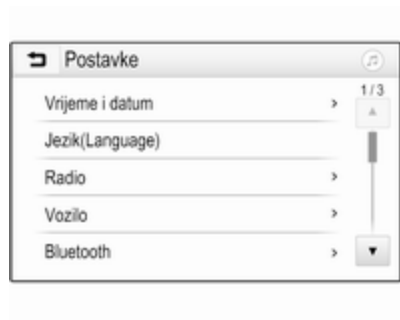 Postavke
1/3
Vrijeme i datum
Jezik(Language)
Radio
Vozilo
Bluetooth